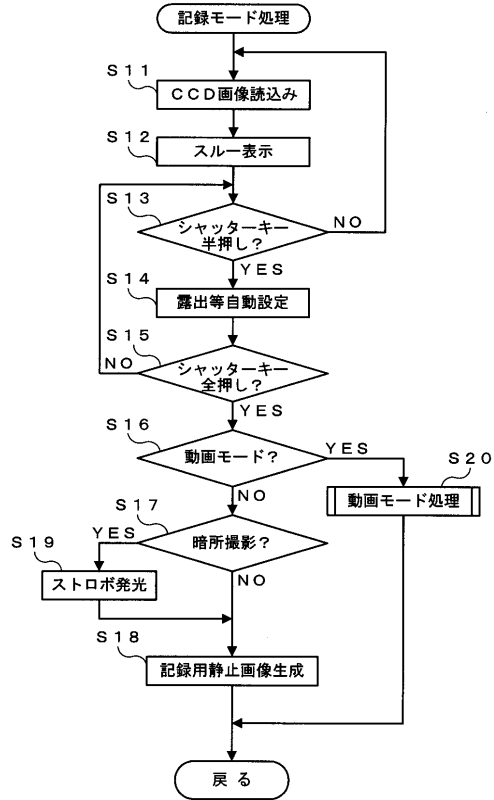 記録モード処理
S11
CCD画像読込み
S12
スルー表示
S13
シャッターキー
半押し?
NO
YES
S14
露出等自動設定
S15
シャッターキー
全押し?
NO
YES
S16
動画モード?
YES
NO
S20
動画モード処理
S17
暗所撮影?
YES
NO
S19
ストロボ発光
S18
記録用静止画像生成
戻る